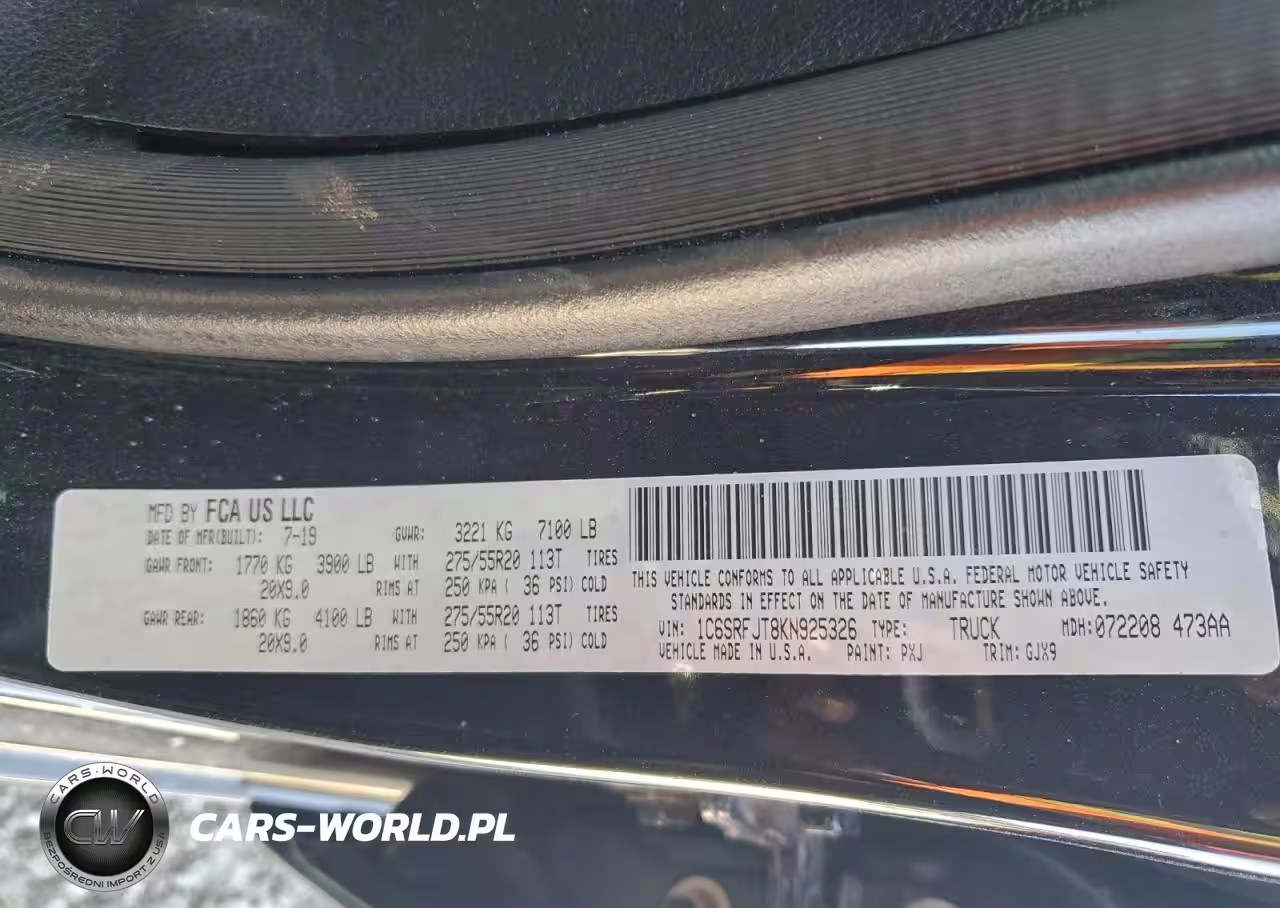 MFD BY FCA US LLC
DATE OF MFR(BUILT): 7-19 GVWR: 3221 KG 7100 LB
GAWR FRONT: 1770 KG 3900 LB WITH 275/55R20 113T TIRES
20X9.0 RIMS AT 250 KPA ( 36 PSI) COLD
GAWR REAR: 1860 KG 4100 LB WITH 275/55R20 113T TIRES
20X9.0 RIMS AT 250 KPA ( 36 PSI) COLD
THIS VEHICLE CONFORMS TO ALL APPLICABLE U.S.A. FEDERAL MOTOR VEHICLE SAFETY
STANDARDS IN EFFECT ON THE DATE OF MANUFACTURE SHOWN ABOVE.
VIN: 1C6SRFJT8KN925326 TYPE: TRUCK MDH:072208 473AA
VEHICLE MADE IN U.S.A. PAINT: PXJ TRIM: GJX9
CARS-WORLD
CW
BEZPOŚREDNI IMPORT Z USA
CARS-WORLD.PL